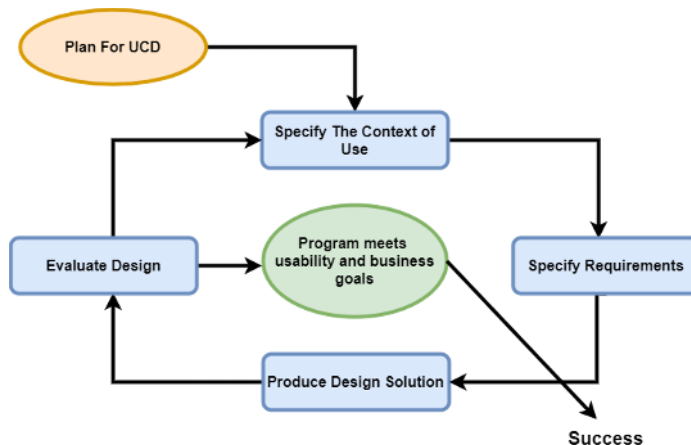 Plan For UCD
Specify The Context of
Use
Evaluate Design
Program meets
usability and business
goals
Specify Requirements
Produce Design Solution
Success